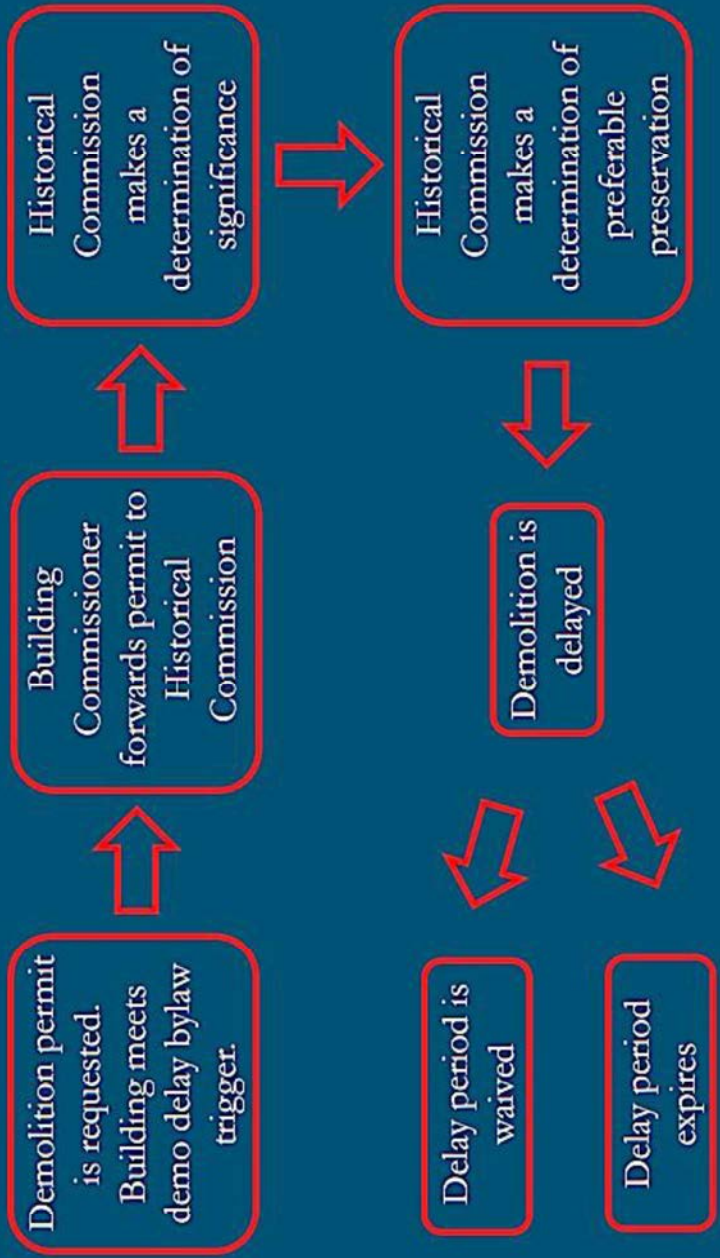 Demolition permit
is requested.
Building meets
demo delay bylaw
trigger.
Building
Commissioner
forwards permit to
Historical
Commission
Historical
Commission
makes a
determination of
significance
Historical
Commission
makes a
determination of
preferable
preservation
Demolition is
delayed
Delay period is
waived
Delay period
expires